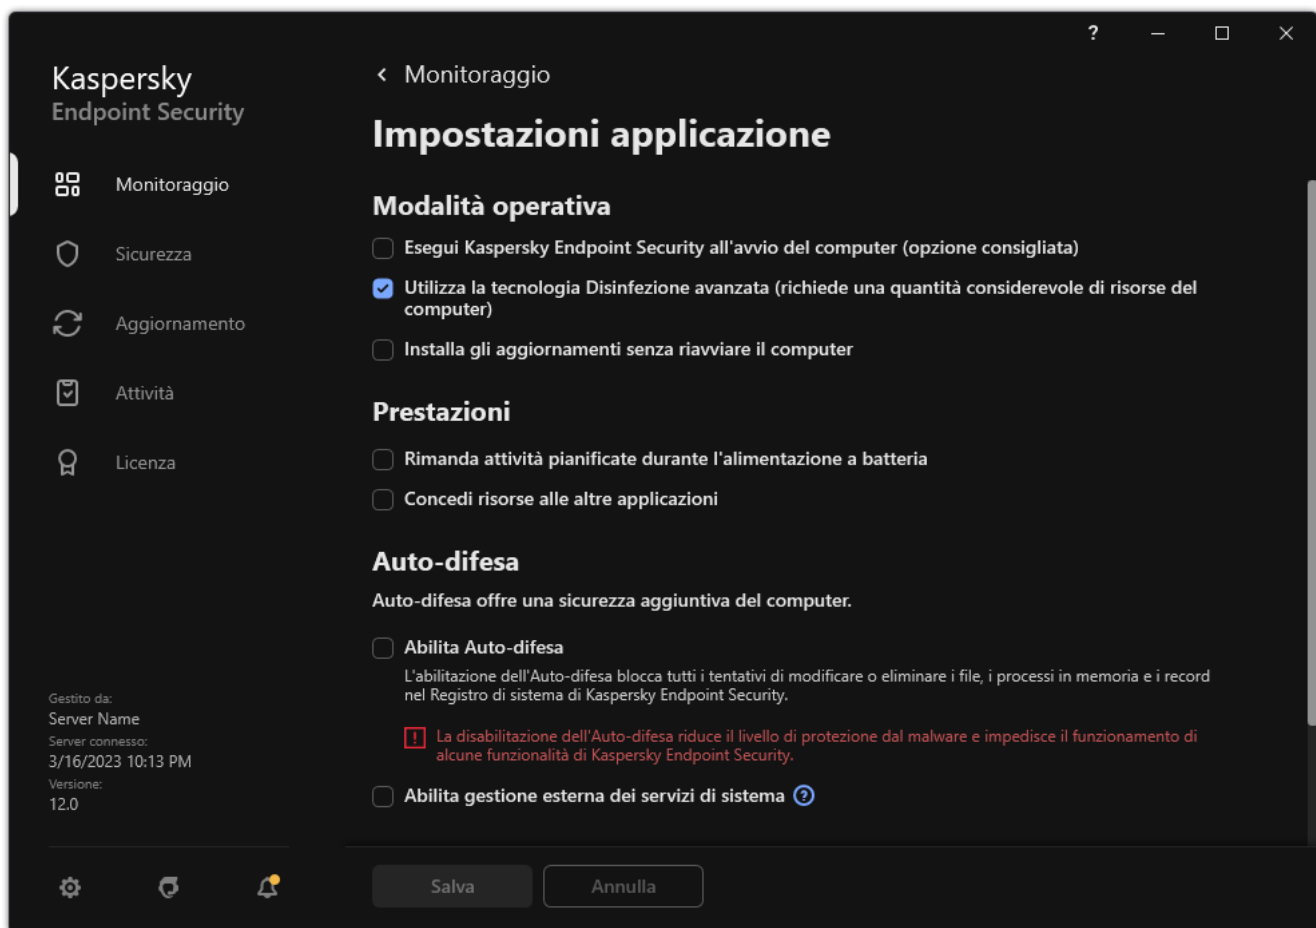 ?
Kaspersky
Endpoint Security
Monitoraggio
Sicurezza
Aggiornamento
Attività
Licenza
Gestito da:
Server Name
Server connesso:
3/16/2023 10:13 PM
Versione:
12.0
Monitoraggio
Impostazioni applicazione
Modalità operativa
Esegui Kaspersky Endpoint Security all'avvio del computer (opzione consigliata)
Utilizza la tecnologia Disinfezione avanzata (richiede una quantità considerevole di risorse del
computer)
Installa gli aggiornamenti senza riavviare il computer
Prestazioni
Rimanda attività pianificate durante l'alimentazione a batteria
Concedi risorse alle altre applicazioni
Auto-difesa
Auto-difesa offre una sicurezza aggiuntiva del computer.
Abilita Auto-difesa
L'abilitazione dell'Auto-difesa blocca tutti i tentativi di modificare o eliminare i file, i processi in memoria e i record
nel Registro di sistema di Kaspersky Endpoint Security.
La disabilitazione dell'Auto-difesa riduce il livello di protezione dal malware e impedisce il funzionamento di
alcune funzionalità di Kaspersky Endpoint Security.
Abilita gestione esterna dei servizi di sistema ?
Salva
Annulla